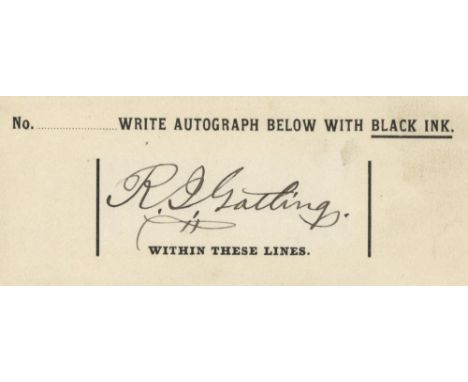 No. .................... WRITE AUTOGRAPH BELOW WITH BLACK INK.
R. J. Gatling.
WITHIN THESE LINES.